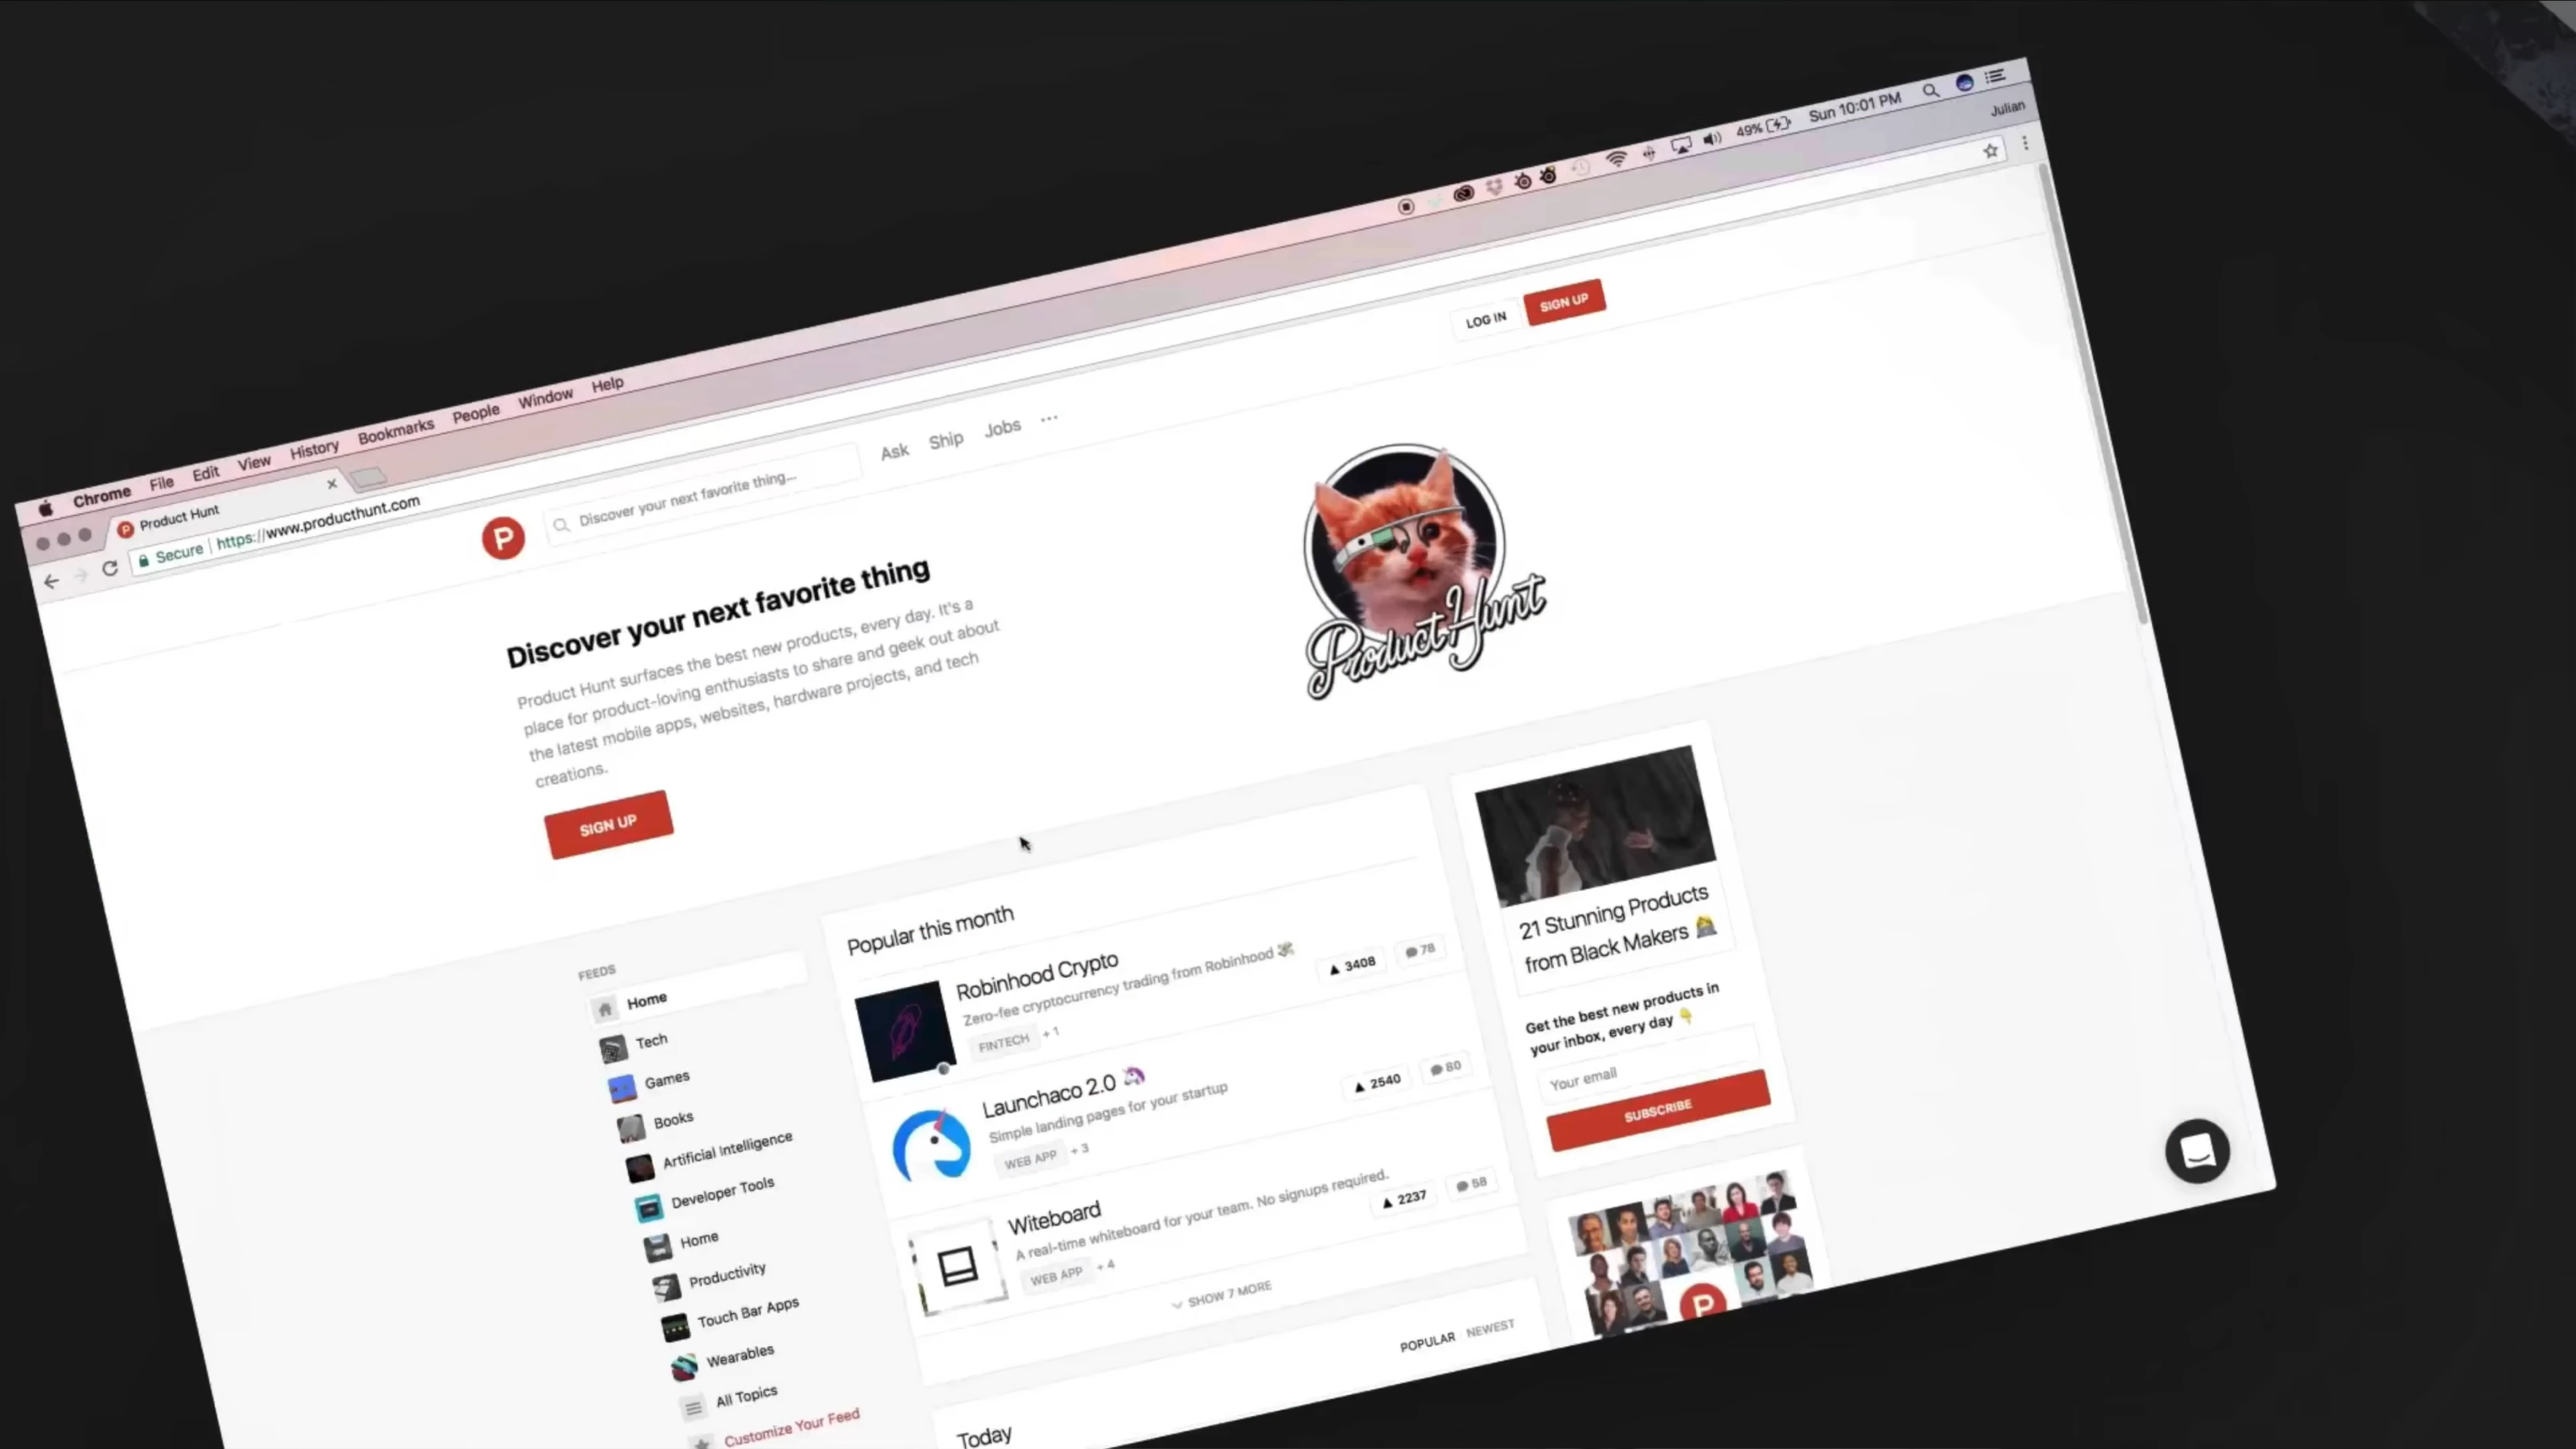 Chrome File Edit View History Bookmarks People Window Help
49% Sun 10:01 PM
Product Hunt
Julian
Secure | https://www.producthunt.com
P
Discover your next favorite thing...
Ask Ship Jobs ...
LOG IN
SIGN UP
Discover your next favorite thing
Product Hunt surfaces the best new products, every day. It's a
place for product-loving enthusiasts to share and geek out about
the latest mobile apps, websites, hardware projects, and tech
creations.
SIGN UP
Product Hunt
FEEDS
Home
Tech
Games
Books
Artificial Intelligence
Developer Tools
Home
Productivity
Touch Bar Apps
Wearables
All Topics
Customize Your Feed
Popular this month
Robinhood Crypto
Zero-fee cryptocurrency trading from Robinhood 💸
FINTECH + 1
▲ 3408 78
Launchaco 2.0 🦄
Simple landing pages for your startup
WEB APP + 3
▲ 2540 80
Witeboard
A real-time whiteboard for your team. No signups required.
WEB APP + 4
▲ 2237 58
SHOW 7 MORE
POPULAR NEWEST
Today
21 Stunning Products
from Black Makers
Get the best new products in
your inbox, every day 👇
Your email
SUBSCRIBE
P